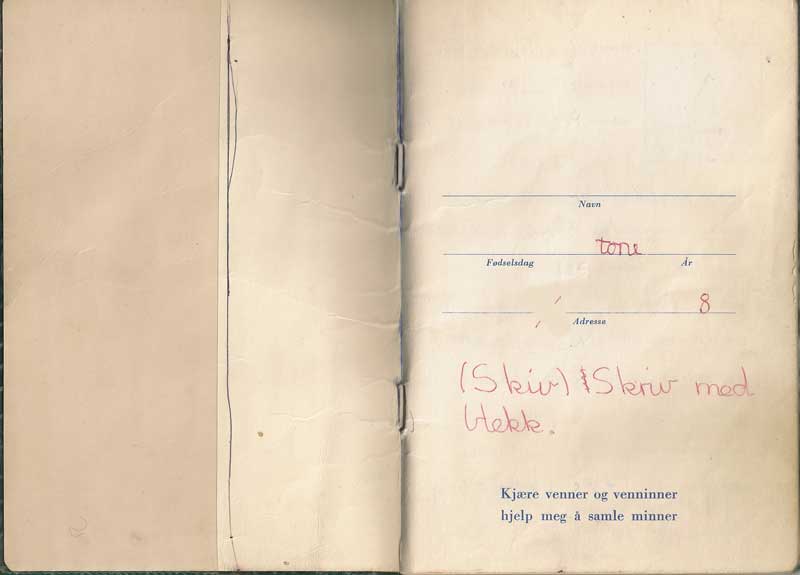 Navn
tone
Fødselsdag År
8
Adresse
(Skiv) Skriv med
blekk.
Kjære venner og venninner
hjelp meg å samle minner